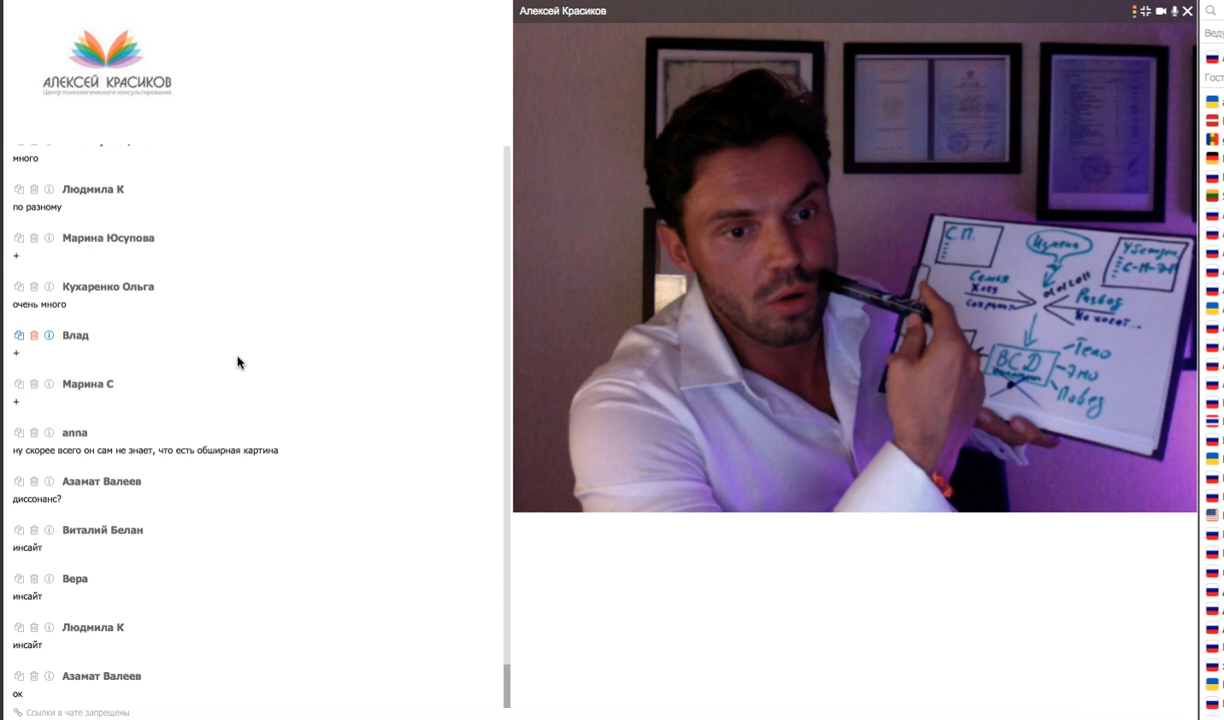 АЛЕКСЕЙ КРАСИКОВ
Центр психологического консультирования
много
Людмила К
по разному
Марина Юсупова
+
Кухаренко Ольга
очень много
Влад
+
Марина С
+
anna
ну скорее всего он сам не знает, что есть обширная картина
Азамат Валеев
диссонанс?
Виталий Белан
инсайт
Вера
инсайт
Людмила К
инсайт
Азамат Валеев
ок
Ссылки в чате запрещены
Алексей Красиков
С.П.
Измена
С-Н-Э-П
Семья
Хочу
Развод
Не хочет...
ВСД
-Тело
-Эмо
Повед
Веду
Гост